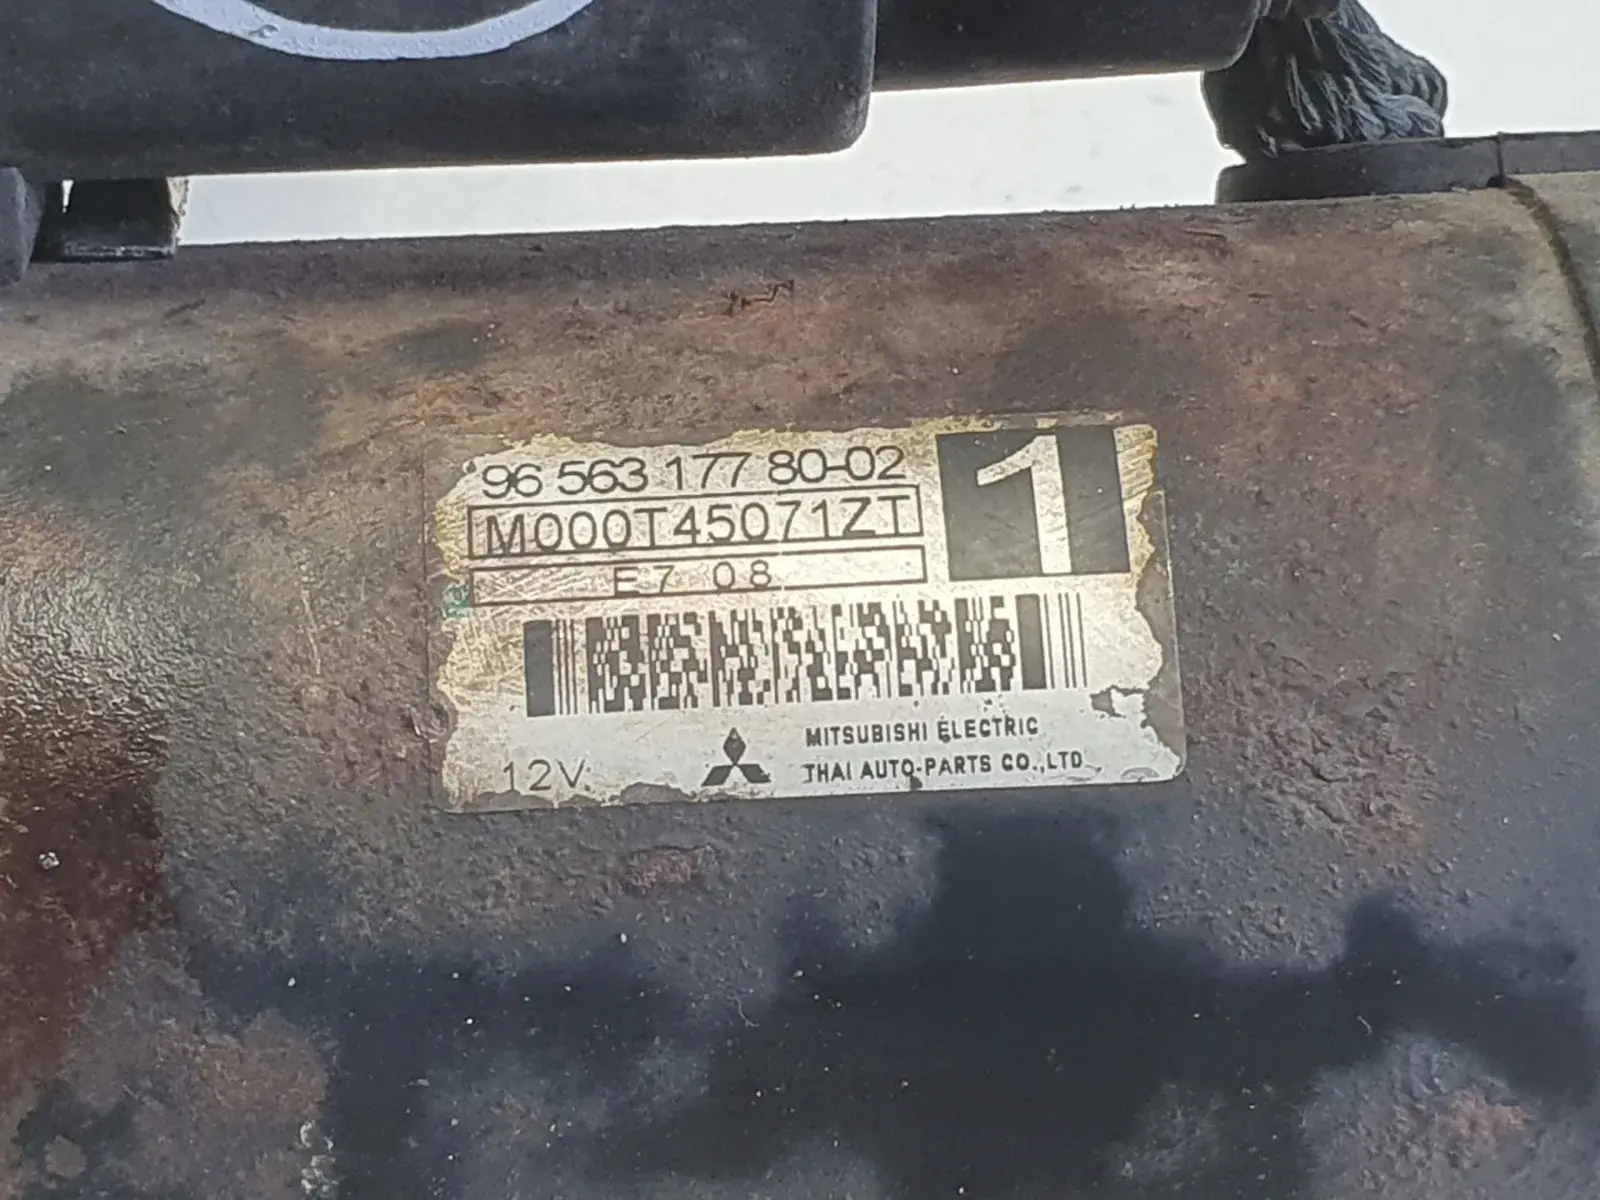 96 563 177 80-02
1
M000T45071ZT
E7 08
12V
MITSUBISHI ELECTRIC
THAI AUTO-PARTS CO.,LTD